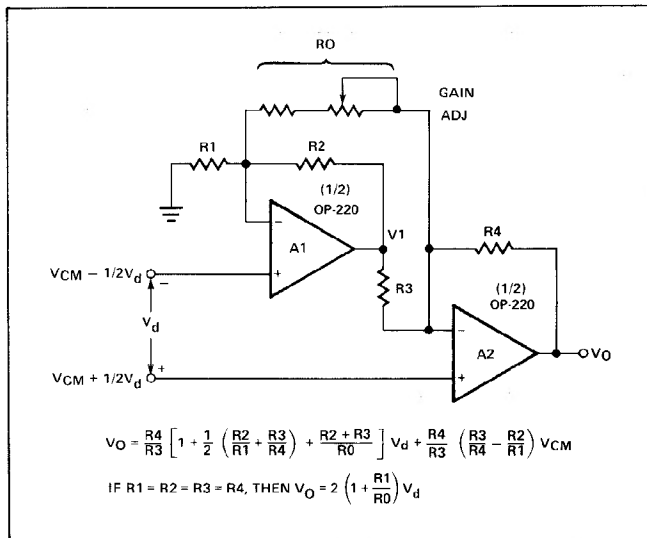 RO
GAIN
ADJ
R1
R2
(1/2)
OP-220
V1
A1
R4
R3
(1/2)
OP-220
VCM − 1/2Vd
−
+
−
Vd
A2
VO
+
VCM + 1/2Vd
−
+
VO = R4/R3 [1 + 1/2 (R2/R1 + R3/R4) + R2 + R3/R0] Vd + R4/R3 (R3/R4 − R2/R1) VCM
IF R1 = R2 = R3 = R4, THEN VO = 2 (1 + R1/R0) Vd